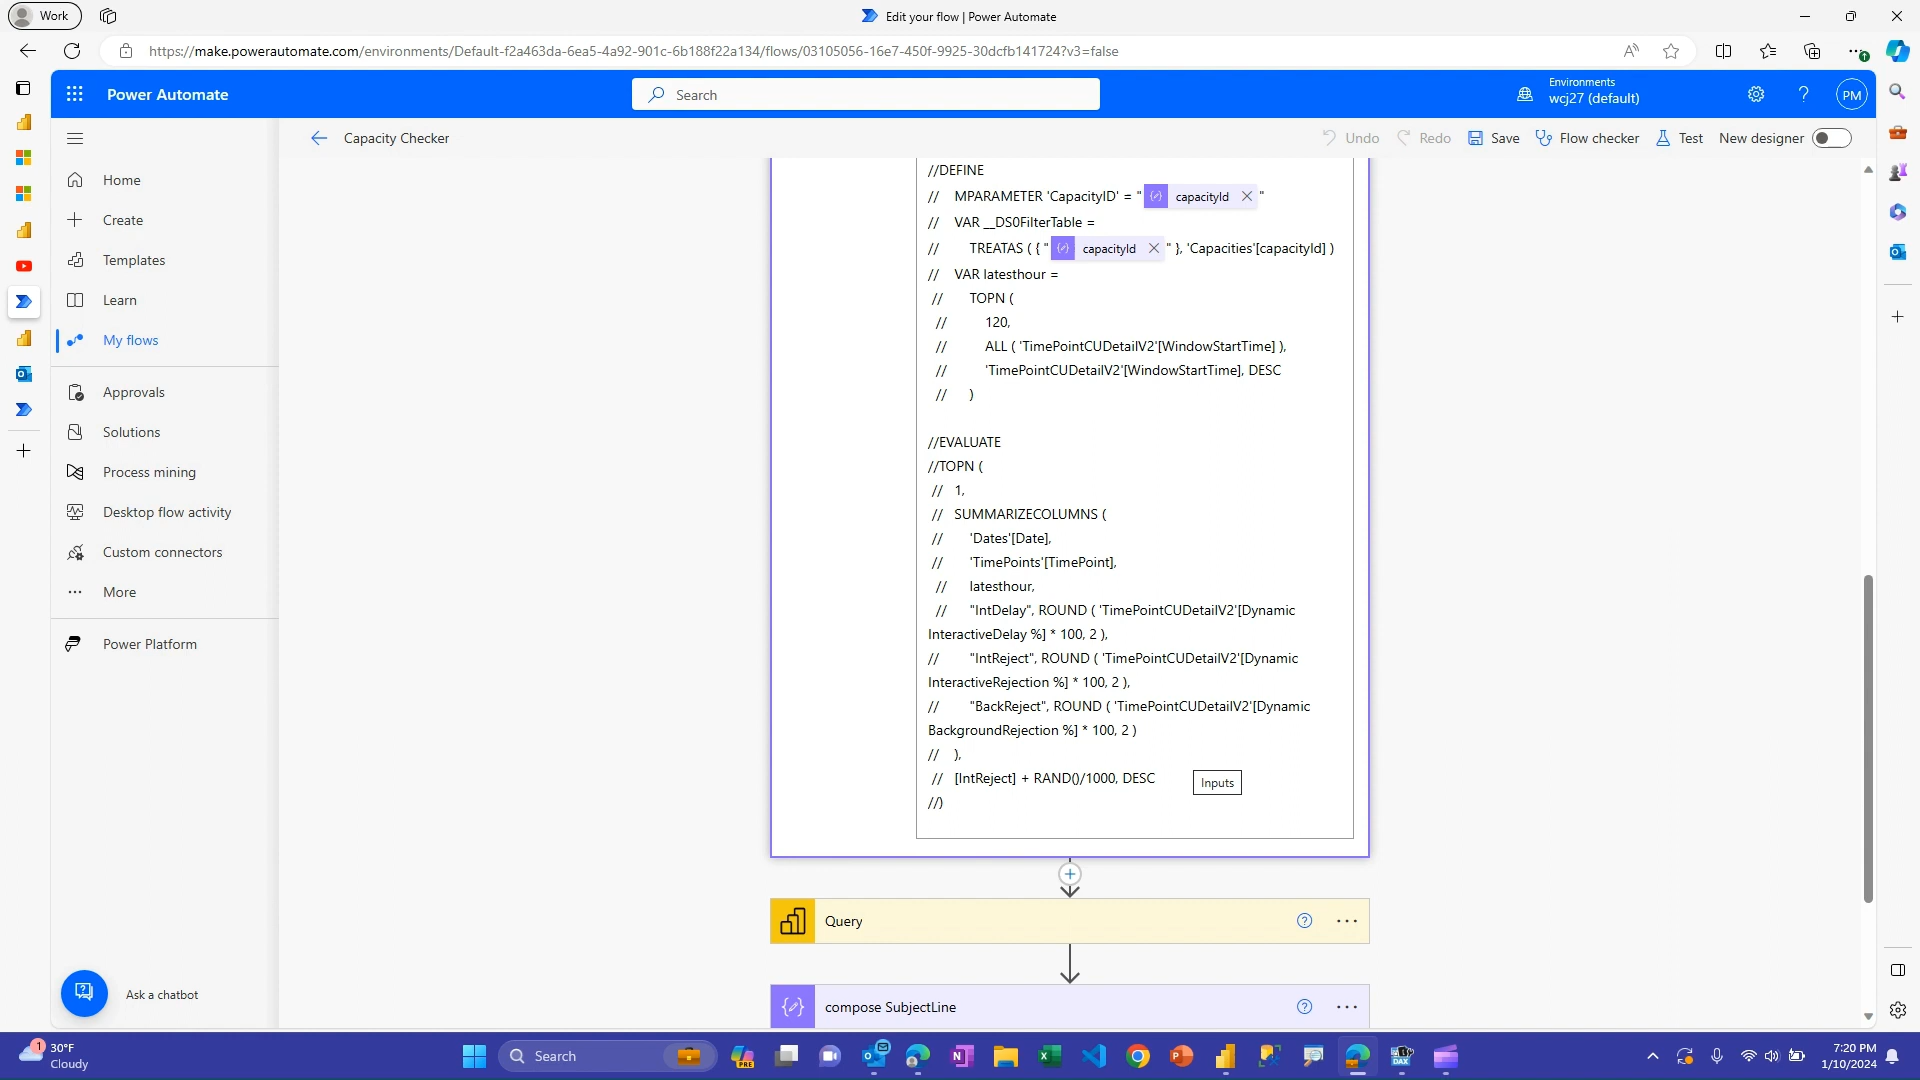 Work
Edit your flow | Power Automate
https://make.powerautomate.com/environments/Default-f2a463da-6ea5-4a92-901c-6b188f22a134/flows/03105056-16e7-450f-9925-30dcfb141724?v3=false
Power Automate
Search
Environments
wcj27 (default)
PM
Capacity Checker
Undo
Redo
Save
Flow checker
Test
New designer
Home
Create
Templates
Learn
My flows
Approvals
Solutions
Process mining
Desktop flow activity
Custom connectors
More
Power Platform
Ask a chatbot
//DEFINE
// MPARAMETER 'CapacityID' = " capacityId "
// VAR __DS0FilterTable =
// TREATAS ( { " capacityId " }, 'Capacities'[capacityId] )
// VAR latesthour =
// TOPN (
// 120,
// ALL ( 'TimePointCUDetailV2'[WindowStartTime] ),
// 'TimePointCUDetailV2'[WindowStartTime], DESC
// )
//EVALUATE
//TOPN (
// 1,
// SUMMARIZECOLUMNS (
// 'Dates'[Date],
// 'TimePoints'[TimePoint],
// latesthour,
// "IntDelay", ROUND ( 'TimePointCUDetailV2'[Dynamic
InteractiveDelay %] * 100, 2 ),
// "IntReject", ROUND ( 'TimePointCUDetailV2'[Dynamic
InteractiveRejection %] * 100, 2 ),
// "BackReject", ROUND ( 'TimePointCUDetailV2'[Dynamic
BackgroundRejection %] * 100, 2 )
// ),
// [IntReject] + RAND()/1000, DESC
//)
Inputs
Query
compose SubjectLine
1
30°F
Cloudy
Search
PRE
DAX
7:20 PM
1/10/2024